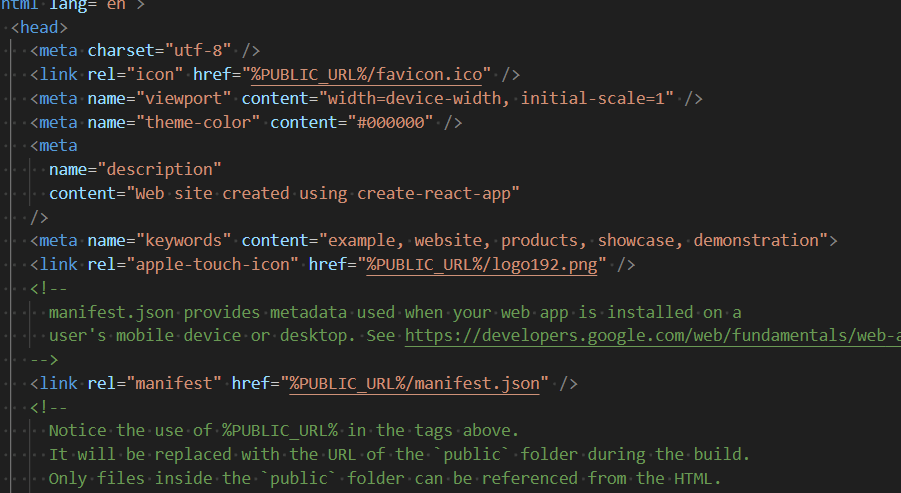 html lang="en">
<head>
<meta charset="utf-8" />
<link rel="icon" href="%PUBLIC_URL%/favicon.ico" />
<meta name="viewport" content="width=device-width, initial-scale=1" />
<meta name="theme-color" content="#000000" />
<meta
name="description"
content="Web site created using create-react-app"
/>
<meta name="keywords" content="example, website, products, showcase, demonstration">
<link rel="apple-touch-icon" href="%PUBLIC_URL%/logo192.png" />
<!--
manifest.json provides metadata used when your web app is installed on a
user's mobile device or desktop. See https://developers.google.com/web/fundamentals/web-a
-->
<link rel="manifest" href="%PUBLIC_URL%/manifest.json" />
<!--
Notice the use of %PUBLIC_URL% in the tags above.
It will be replaced with the URL of the `public` folder during the build.
Only files inside the `public` folder can be referenced from the HTML.